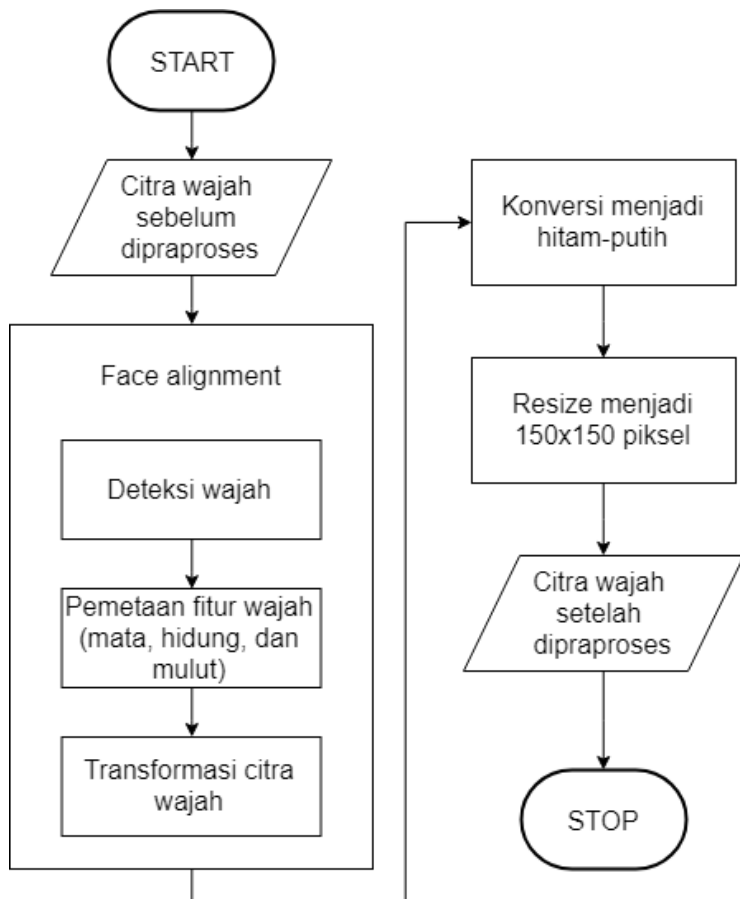 START
Citra wajah
sebelum
dipraproses
Face alignment
Deteksi wajah
Pemetaan fitur wajah
(mata, hidung, dan
mulut)
Transformasi citra
wajah
Konversi menjadi
hitam-putih
Resize menjadi
150x150 piksel
Citra wajah
setelah
dipraproses
STOP